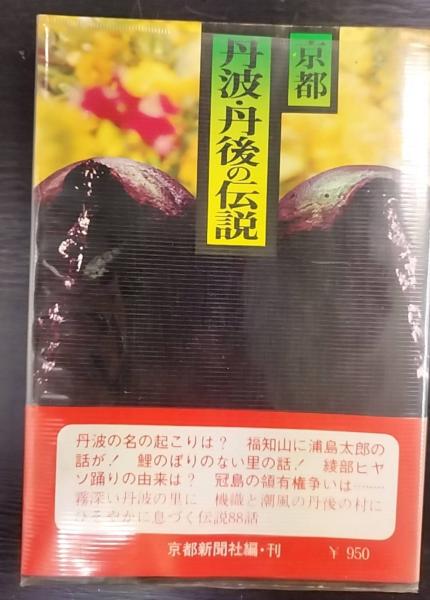 京都
丹波・丹後の伝説
丹波の名の起こりは？　福知山に浦島太郎の
話が！　鯉のぼりのない里の話！　綾部ヒヤ
ソ踊りの由来は？　冠島の領有権争いは………
霧深い丹波の里に　機織と潮風の丹後の村に
ひそやかに息づく伝説88話
京都新聞社編・刊　￥950